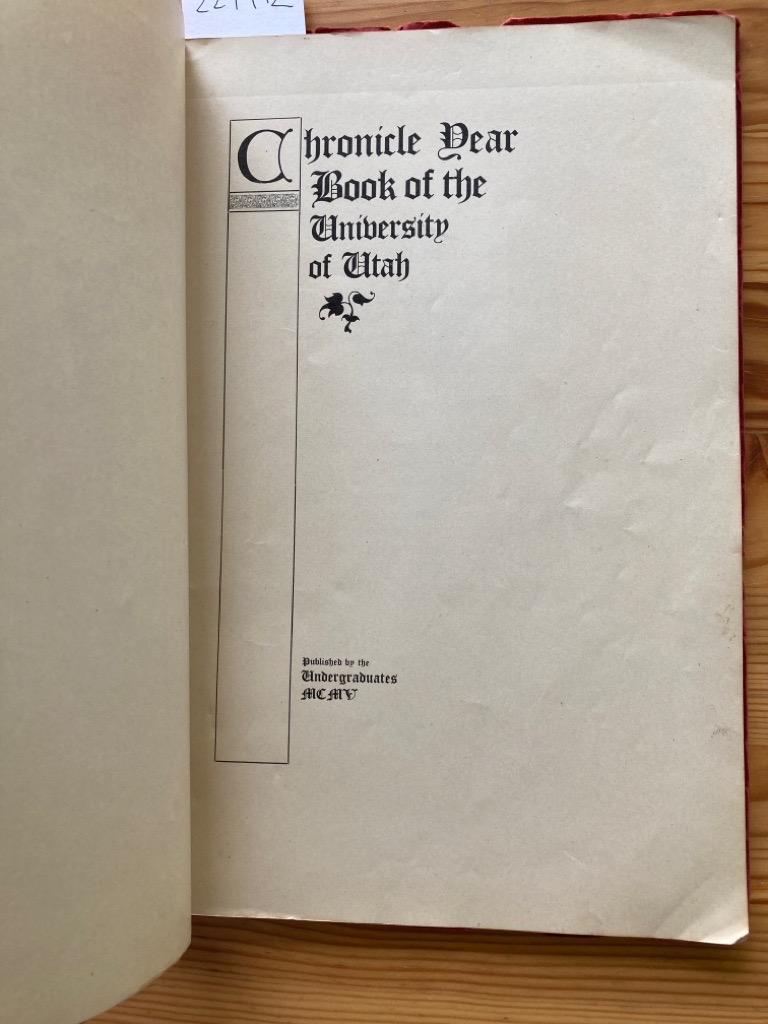 Chronicle Year
Book of the
University
of Utah
Published by the
Undergraduates
MCMV